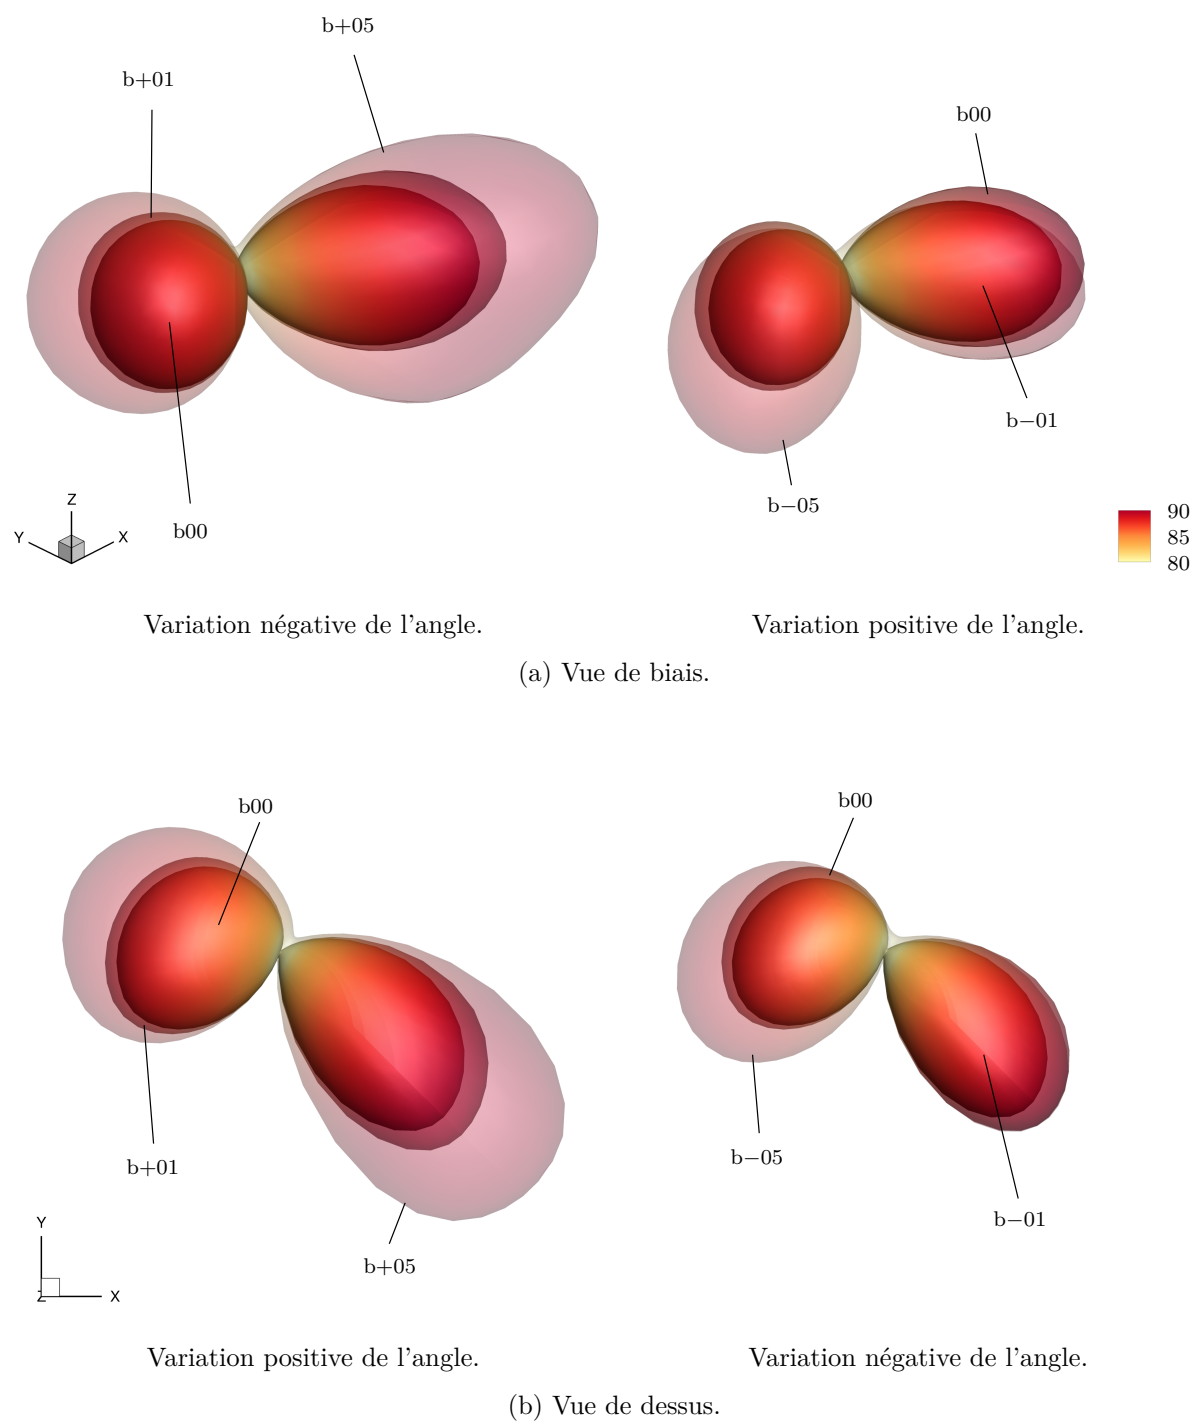 b+05
b+01
b00
b00
b−01
b−05
Z
Y
X
90
85
80
Variation négative de l'angle.
Variation positive de l'angle.
(a) Vue de biais.
b00
b00
b+01
b−05
b−01
b+05
Y
Z
X
Variation positive de l'angle.
Variation négative de l'angle.
(b) Vue de dessus.